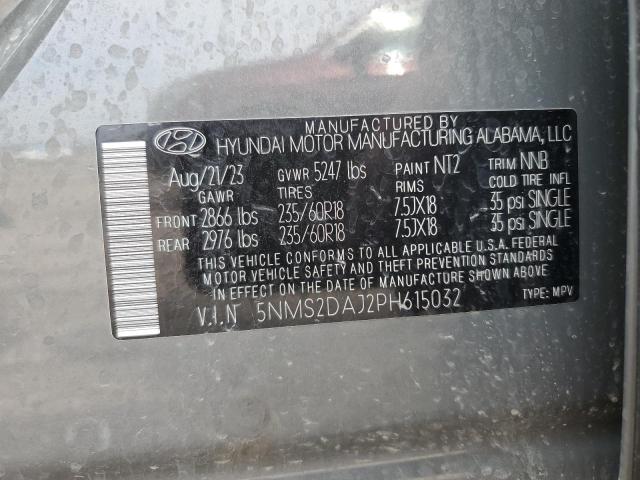 MANUFACTURED BY
HYUNDAI MOTOR MANUFACTURING ALABAMA, LLC
Aug/21/23 GVWR 5247 lbs PAINT NT2 TRIM NNB
GAWR TIRES RIMS COLD TIRE INFL
FRONT 2866 lbs 235/60R18 7.5JX18 35 psi SINGLE
REAR 2976 lbs 235/60R18 7.5JX18 35 psi SINGLE
THIS VEHICLE CONFORMS TO ALL APPLICABLE U.S.A. FEDERAL
MOTOR VEHICLE SAFETY AND THEFT PREVENTION STANDARDS
IN EFFECT ON THE DATE OF MANUFACTURE SHOWN ABOVE.
V.I.N 5NMS2DAJ2PH615032 TYPE: MPV